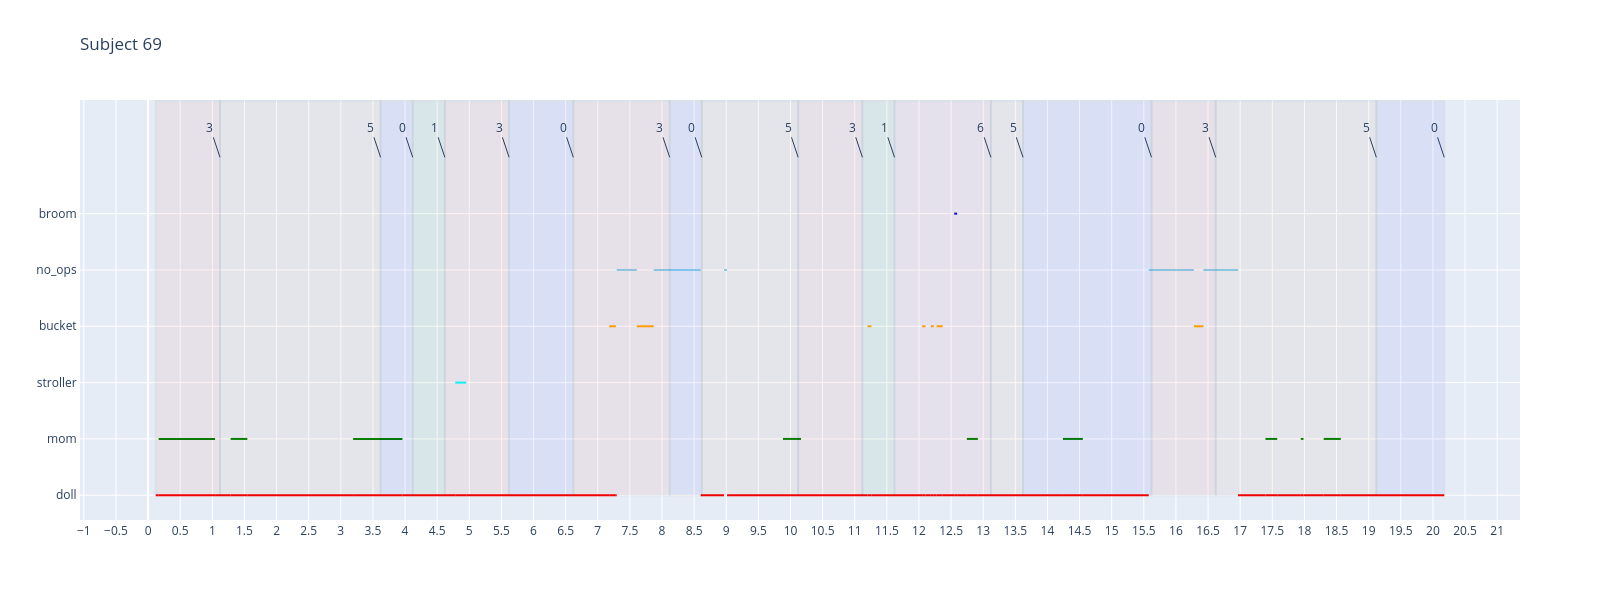 Subject 69
3 5 0 1 3 0 3 0 5 3 1 6 5 0 3 5 0
broom
no_ops
bucket
stroller
mom
doll
−1 −0.5 0 0.5 1 1.5 2 2.5 3 3.5 4 4.5 5 5.5 6 6.5 7 7.5 8 8.5 9 9.5 10 10.5 11 11.5 12 12.5 13 13.5 14 14.5 15 15.5 16 16.5 17 17.5 18 18.5 19 19.5 20 20.5 21